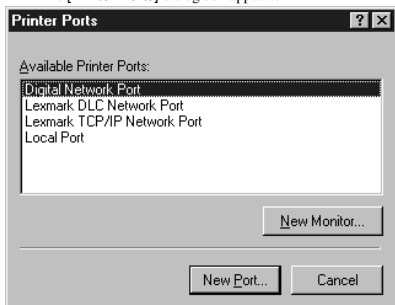 Printer Ports
Available Printer Ports:
Digital Network Port
Lexmark DLC Network Port
Lexmark TCP/IP Network Port
Local Port
New Monitor...
New Port...
Cancel